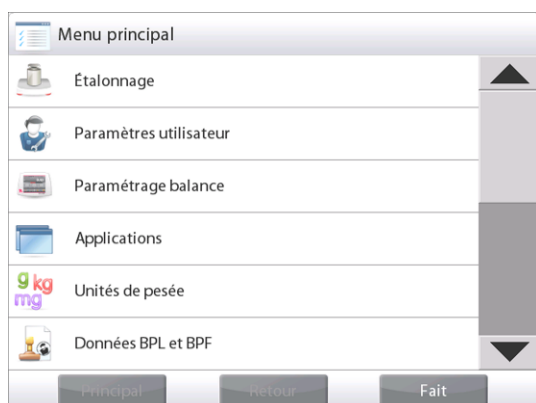 Menu principal
Étalonnage
Paramètres utilisateur
Paramétrage balance
Applications
g kg
mg
Unités de pesée
Données BPL et BPF
Principal
Retour
Fait